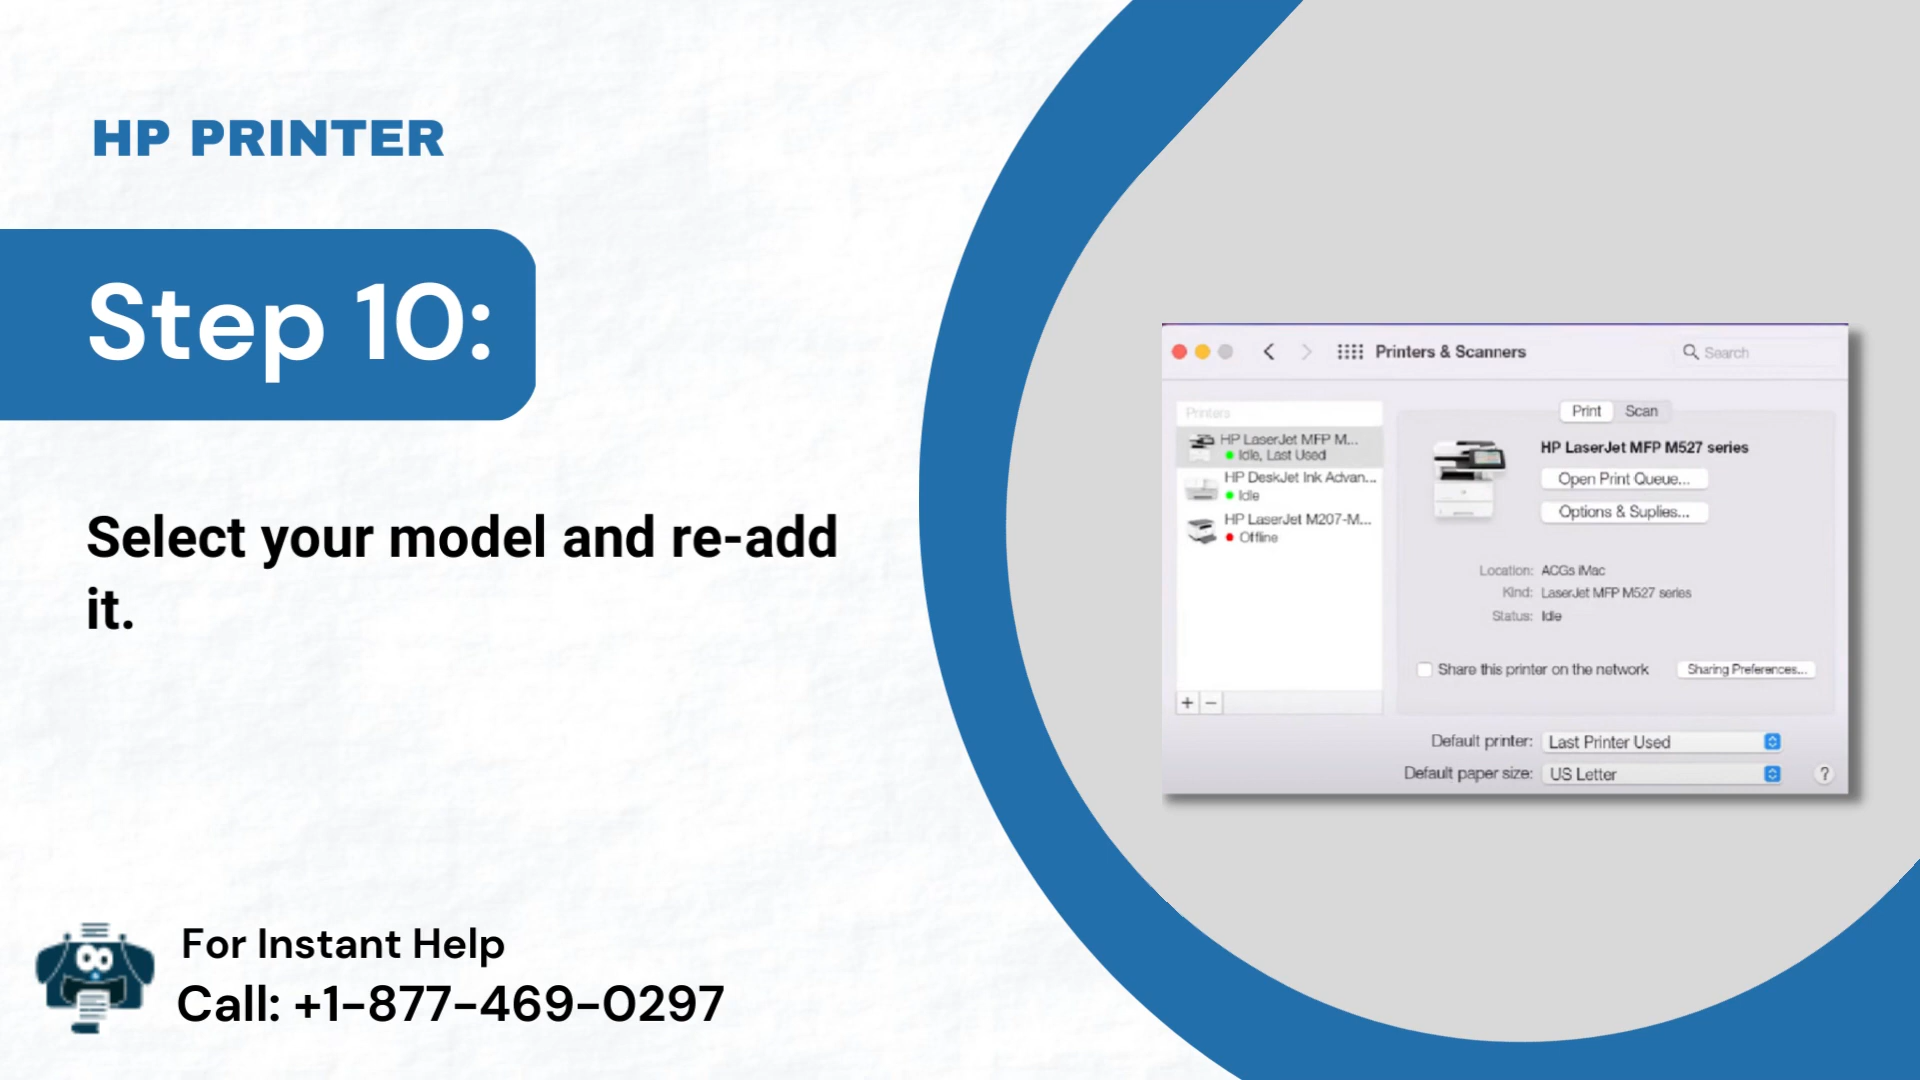 HP PRINTER
Step 10:
Select your model and re-add
it.
For Instant Help
Call: +1-877-469-0297
Printers & Scanners
Search
Printers
HP LaserJet MFP M...
Idle, Last Used
HP DeskJet Ink Advan...
Idle
HP LaserJet M207-M...
Offline
+ −
Print Scan
HP LaserJet MFP M527 series
Open Print Queue...
Options & Suplies...
Location: ACGs iMac
Kind: LaserJet MFP M527 series
Status: Idle
Share this printer on the network Sharing Preferences...
Default printer: Last Printer Used
Default paper size: US Letter ?